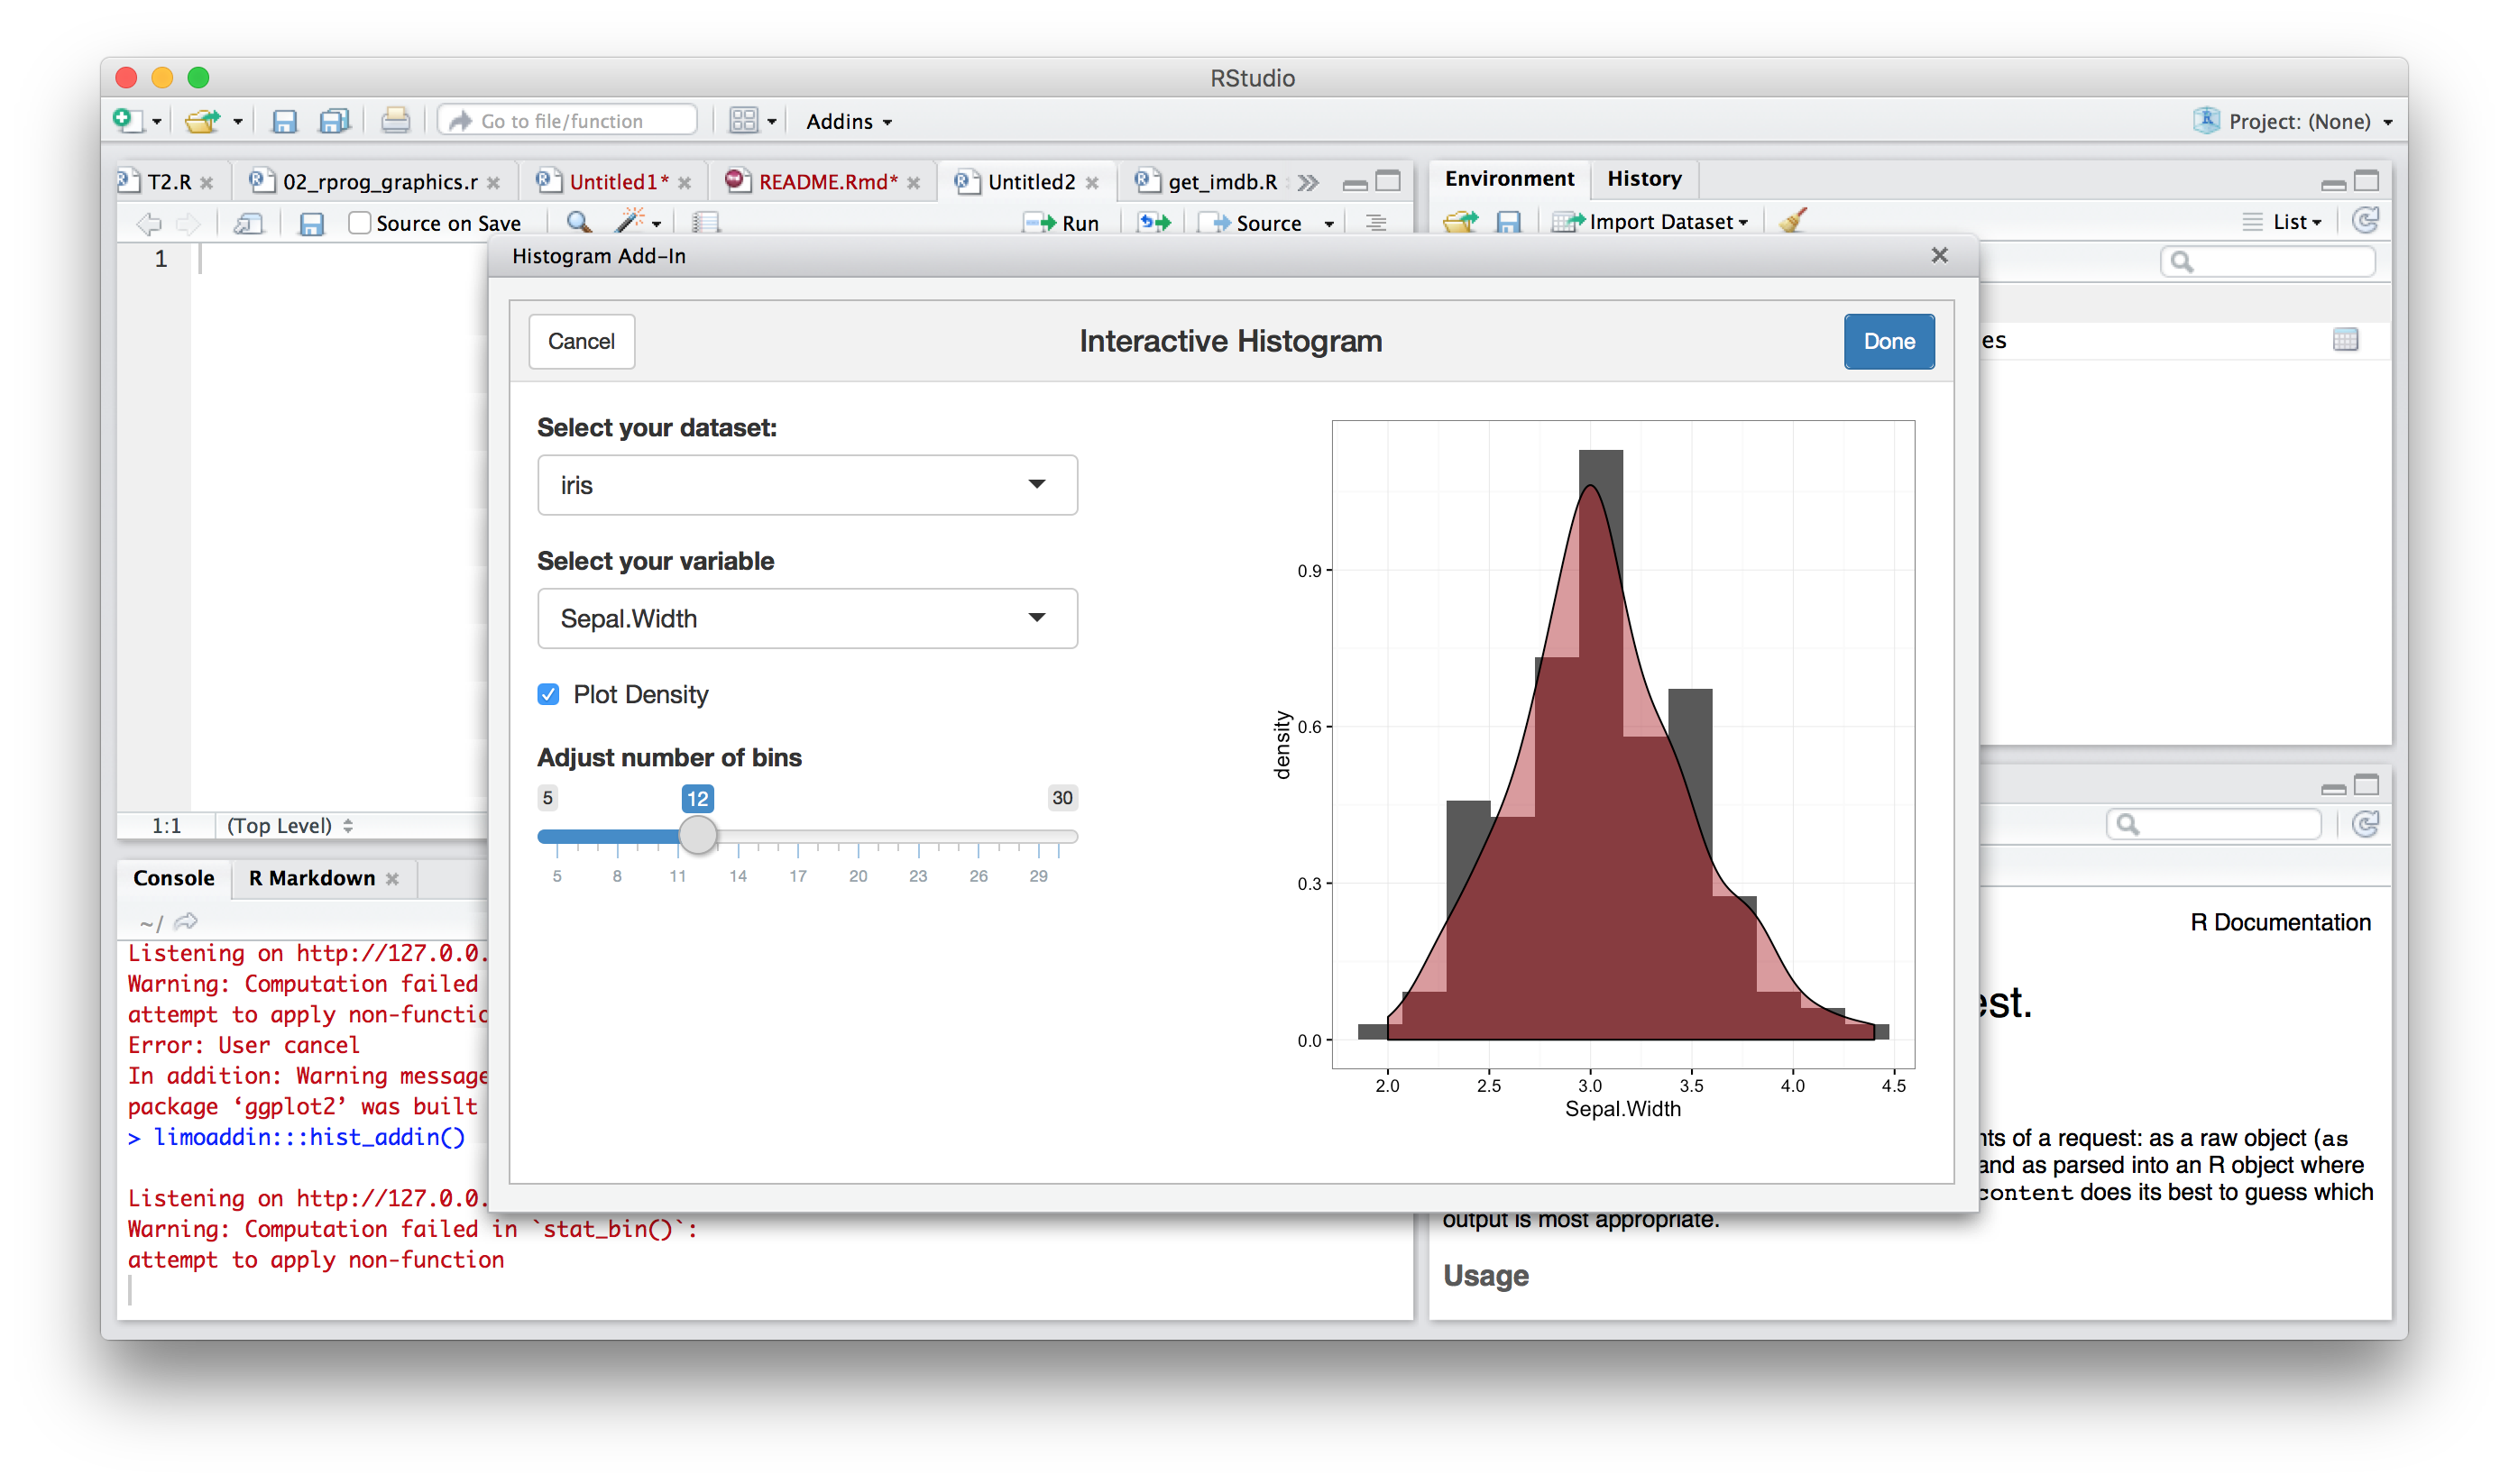 RStudio
Go to file/function
Addins
Project: (None)
T2.R
02_rprog_graphics.r
Untitled1*
README.Rmd*
Untitled2
get_imdb.R
Environment
History
Source on Save
Run
Source
Import Dataset
List
1
Histogram Add-In
Cancel
Interactive Histogram
Done
es
Select your dataset:
iris
Select your variable
Sepal.Width
Plot Density
Adjust number of bins
5
12
30
5 8 11 14 17 20 23 26 29
density
0.9
0.6
0.3
0.0
2.0 2.5 3.0 3.5 4.0 4.5
Sepal.Width
1:1
(Top Level)
Console
R Markdown
~/
Listening on http://127.0.0.
Warning: Computation failed
attempt to apply non-functio
Error: User cancel
In addition: Warning message
package ‘ggplot2’ was built
> limoaddin:::hist_addin()
Listening on http://127.0.0.
Warning: Computation failed in `stat_bin()`:
attempt to apply non-function
R Documentation
est.
nts of a request: as a raw object (as
and as parsed into an R object where
content does its best to guess which
output is most appropriate.
Usage